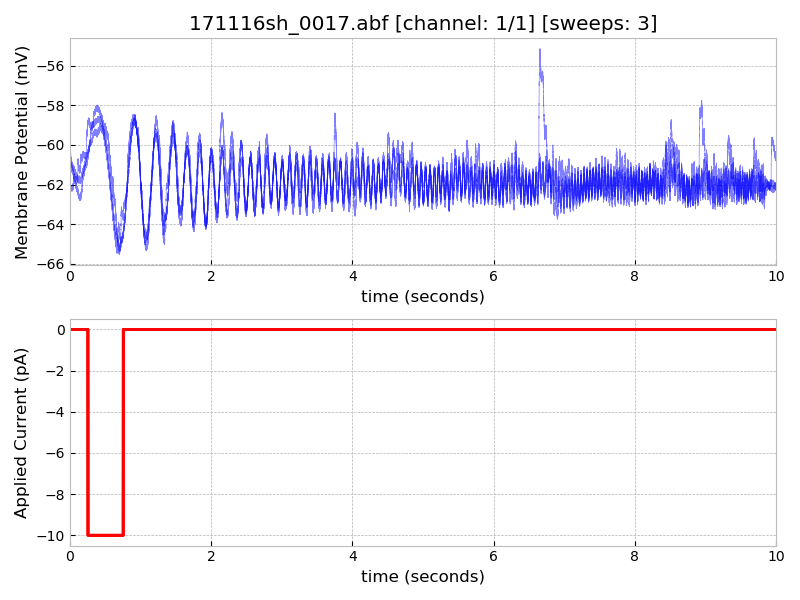 171116sh_0017.abf [channel: 1/1] [sweeps: 3]
Membrane Potential (mV)
−56
−58
−60
−62
−64
−66
0 2 4 6 8 10
time (seconds)
Applied Current (pA)
0
−2
−4
−6
−8
−10
0 2 4 6 8 10
time (seconds)